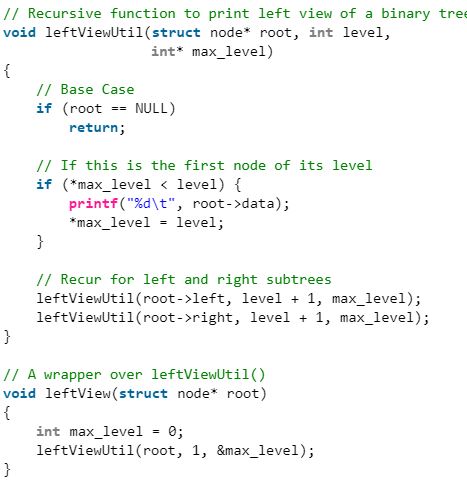 // Recursive function to print left view of a binary tree
void leftViewUtil(struct node* root, int level,
                  int* max_level)
{
    // Base Case
    if (root == NULL)
        return;

    // If this is the first node of its level
    if (*max_level < level) {
        printf("%d\t", root->data);
        *max_level = level;
    }

    // Recur for left and right subtrees
    leftViewUtil(root->left, level + 1, max_level);
    leftViewUtil(root->right, level + 1, max_level);
}

// A wrapper over leftViewUtil()
void leftView(struct node* root)
{
    int max_level = 0;
    leftViewUtil(root, 1, &max_level);
}